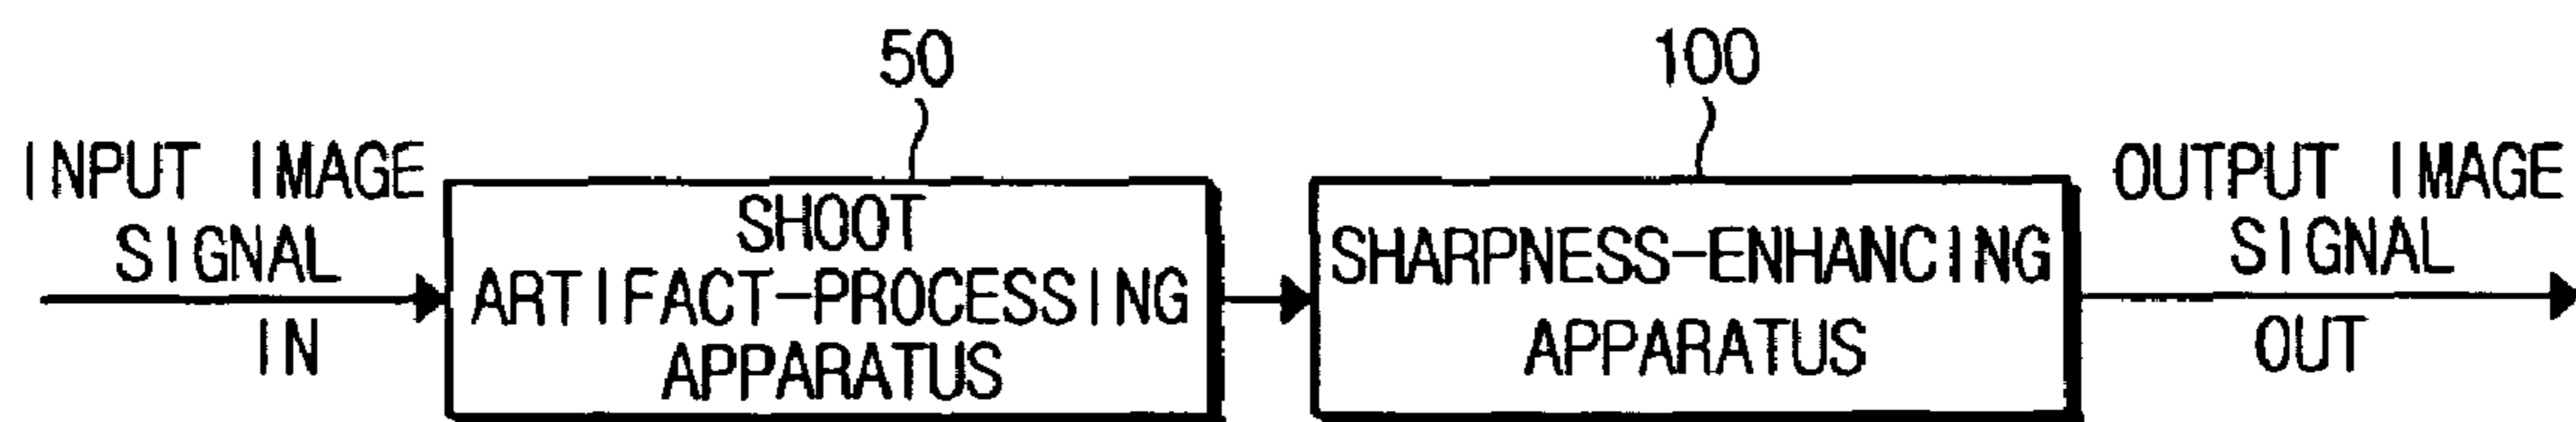 50
100
INPUT IMAGE
SIGNAL
IN
SHOOT
ARTIFACT-PROCESSING
APPARATUS
SHARPNESS-ENHANCING
APPARATUS
OUTPUT IMAGE
SIGNAL
OUT